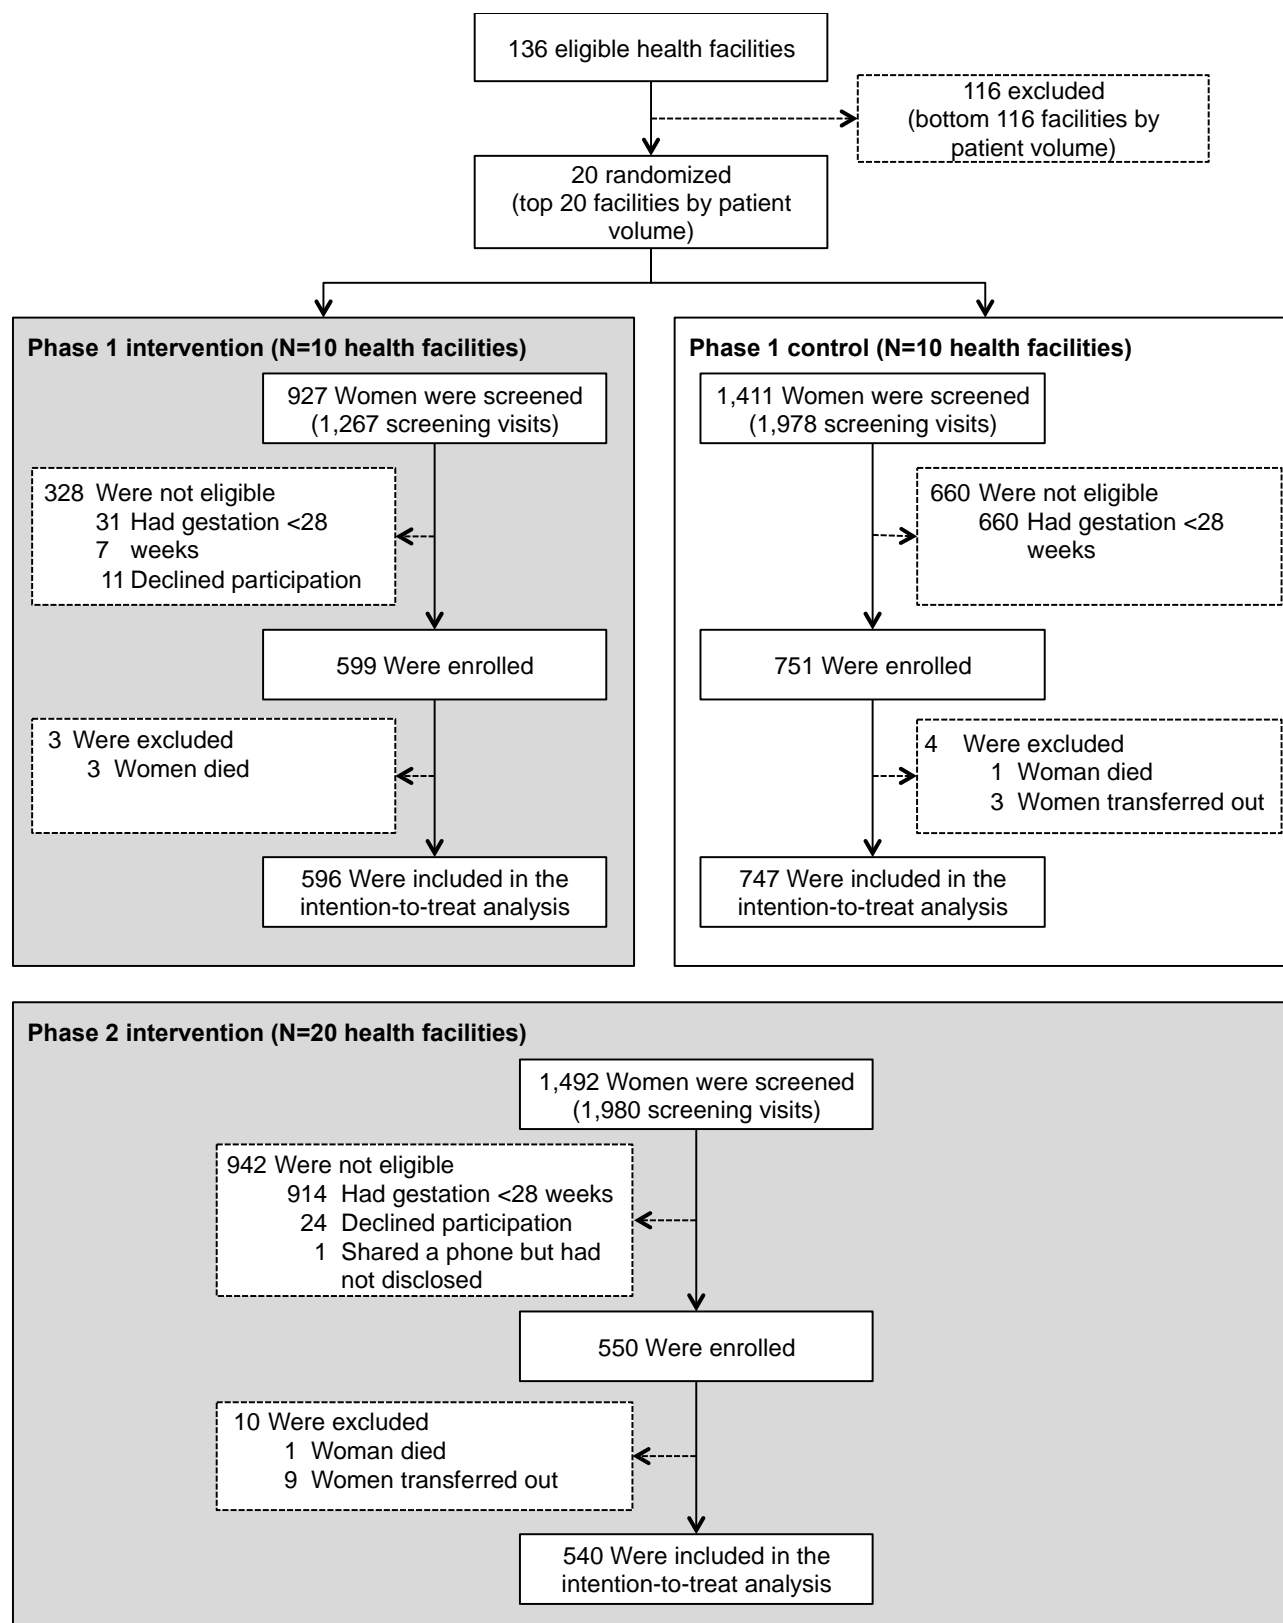 136 eligible health facilities
116 excluded
(bottom 116 facilities by
patient volume)
20 randomized
(top 20 facilities by patient
volume)
Phase 1 intervention (N=10 health facilities)
927 Women were screened
(1,267 screening visits)
328 Were not eligible
31 Had gestation <28
7 weeks
11 Declined participation
599 Were enrolled
3 Were excluded
3 Women died
596 Were included in the
intention-to-treat analysis
Phase 1 control (N=10 health facilities)
1,411 Women were screened
(1,978 screening visits)
660 Were not eligible
660 Had gestation <28
weeks
751 Were enrolled
4 Were excluded
1 Woman died
3 Women transferred out
747 Were included in the
intention-to-treat analysis
Phase 2 intervention (N=20 health facilities)
1,492 Women were screened
(1,980 screening visits)
942 Were not eligible
914 Had gestation <28 weeks
24 Declined participation
1 Shared a phone but had
not disclosed
550 Were enrolled
10 Were excluded
1 Woman died
9 Women transferred out
540 Were included in the
intention-to-treat analysis